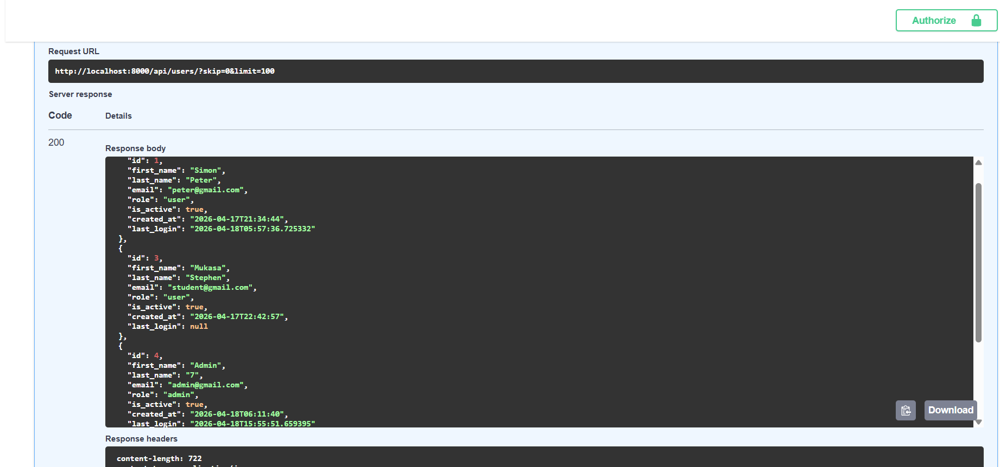 Authorize
Request URL
http://localhost:8000/api/users/?skip=0&limit=100
Server response
Code Details
200
Response body
"id": 1,
"first_name": "Simon",
"last_name": "Peter",
"email": "peter@gmail.com",
"role": "user",
"is_active": true,
"created_at": "2026-04-17T21:34:44",
"last_login": "2026-04-18T05:57:36.725332"
},
{
"id": 3,
"first_name": "Mukasa",
"last_name": "Stephen",
"email": "student@gmail.com",
"role": "user",
"is_active": true,
"created_at": "2026-04-17T22:42:57",
"last_login": null
},
{
"id": 4,
"first_name": "Admin",
"last_name": "7",
"email": "admin@gmail.com",
"role": "admin",
"is_active": true,
"created_at": "2026-04-18T06:11:40",
"last_login": "2026-04-18T15:55:51.659395"
Download
Response headers
content-length: 722